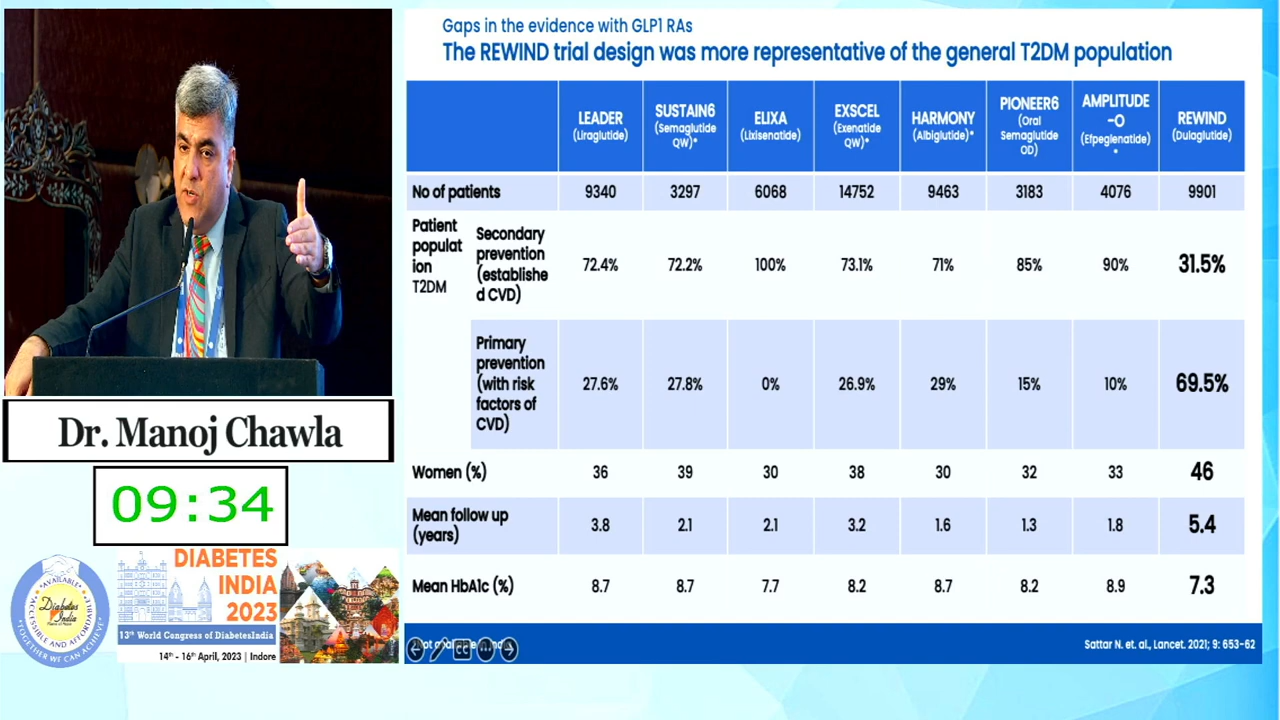 Gaps in the evidence with GLP1 RAs
The REWIND trial design was more representative of the general T2DM population
LEADER (Liraglutide) SUSTAIN6 (Semaglutide QW)* ELIXA (Lixisenatide) EXSCEL (Exenatide QW)* HARMONY (Albiglutide)* PIONEER6 (Oral Semaglutide OD) AMPLITUDE-O (Efpeglenatide)* REWIND (Dulaglutide)
No of patients 9340 3297 6068 14752 9463 3183 4076 9901
Patient population T2DM Secondary prevention (established CVD) 72.4% 72.2% 100% 73.1% 71% 85% 90% 31.5%
Primary prevention (with risk factors of CVD) 27.6% 27.8% 0% 26.9% 29% 15% 10% 69.5%
Women (%) 36 39 30 38 30 32 33 46
Mean follow up (years) 3.8 2.1 2.1 3.2 1.6 1.3 1.8 5.4
Mean HbA1c (%) 8.7 8.7 7.7 8.2 8.7 8.2 8.9 7.3
Sattar N. et. al., Lancet. 2021; 9: 653-62
Dr. Manoj Chawla
09:34
AVAILABLE
ACCESSIBLE AND AFFORDABLE
Diabetes India
TOGETHER WE CAN ACHIEVE
DIABETES
INDIA
2023
13th World Congress of DiabetesIndia
14th - 16th April, 2023 | Indore
CC